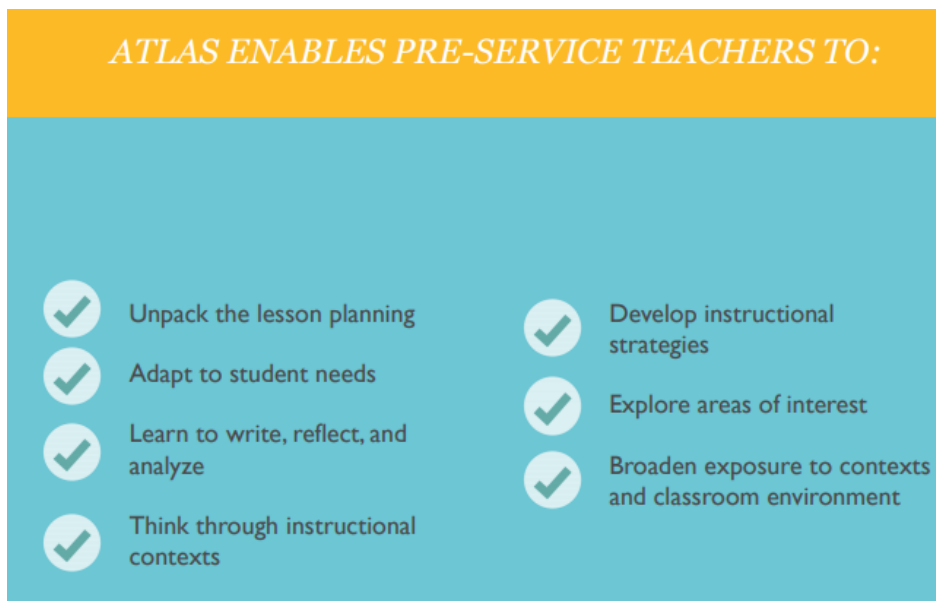 ATLAS ENABLES PRE-SERVICE TEACHERS TO:
Unpack the lesson planning
Adapt to student needs
Learn to write, reflect, and
analyze
Think through instructional
contexts
Develop instructional
strategies
Explore areas of interest
Broaden exposure to contexts
and classroom environment